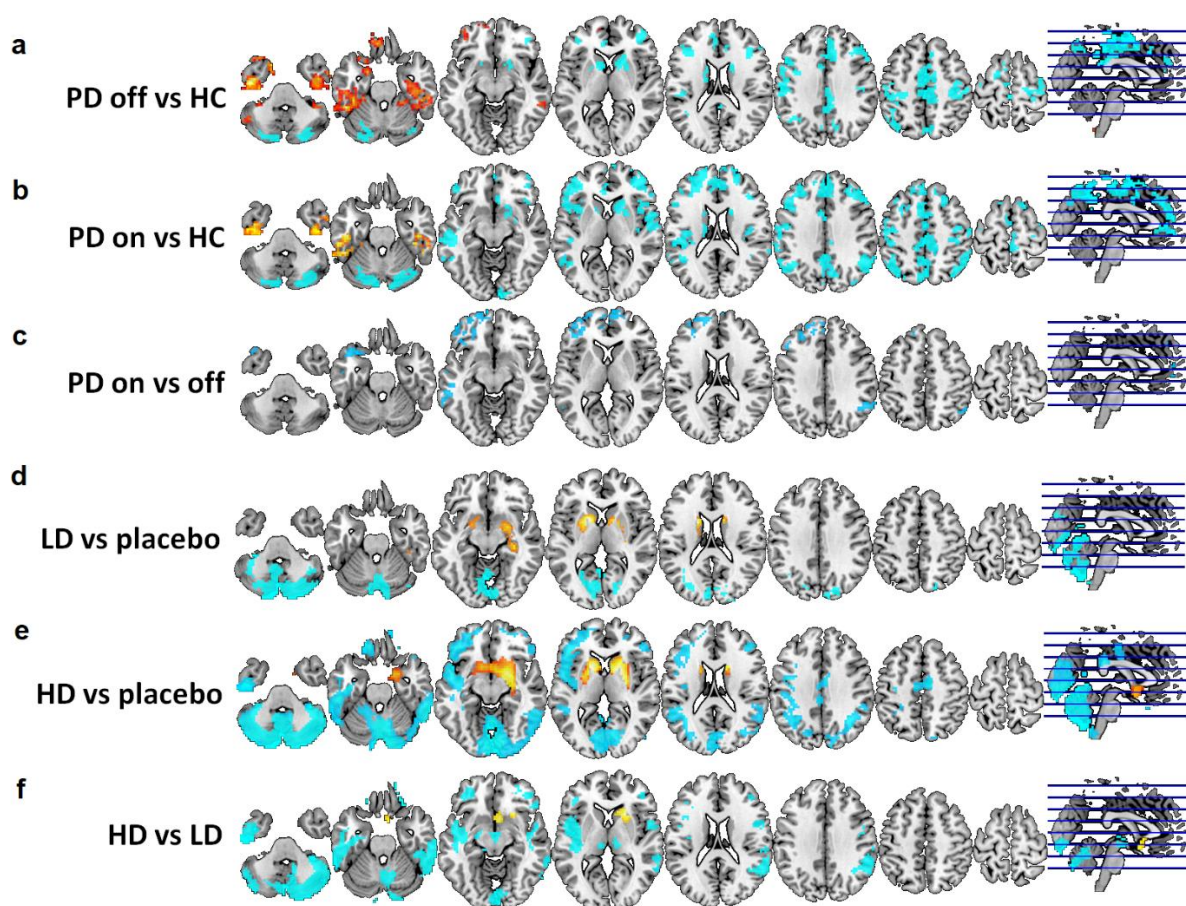 a
PD off vs HC
b
PD on vs HC
c
PD on vs off
d
LD vs placebo
e
HD vs placebo
f
HD vs LD